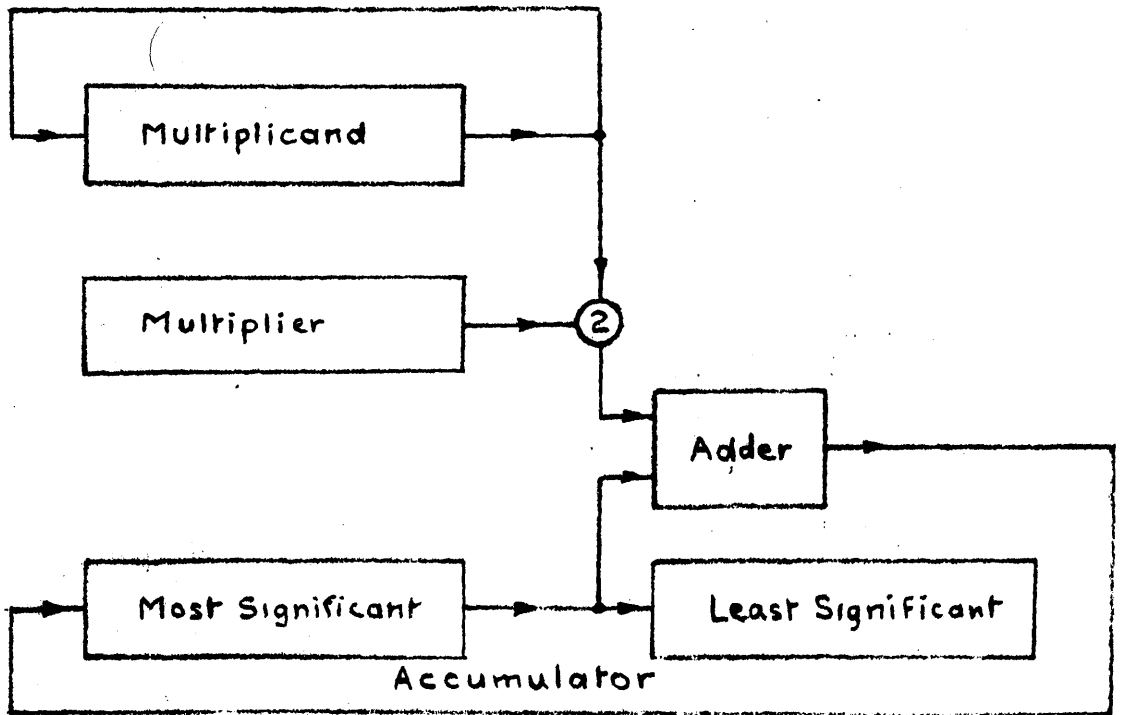 Multiplicand
Multiplier
2
Adder
Most Significant
Least Significant
Accumulator